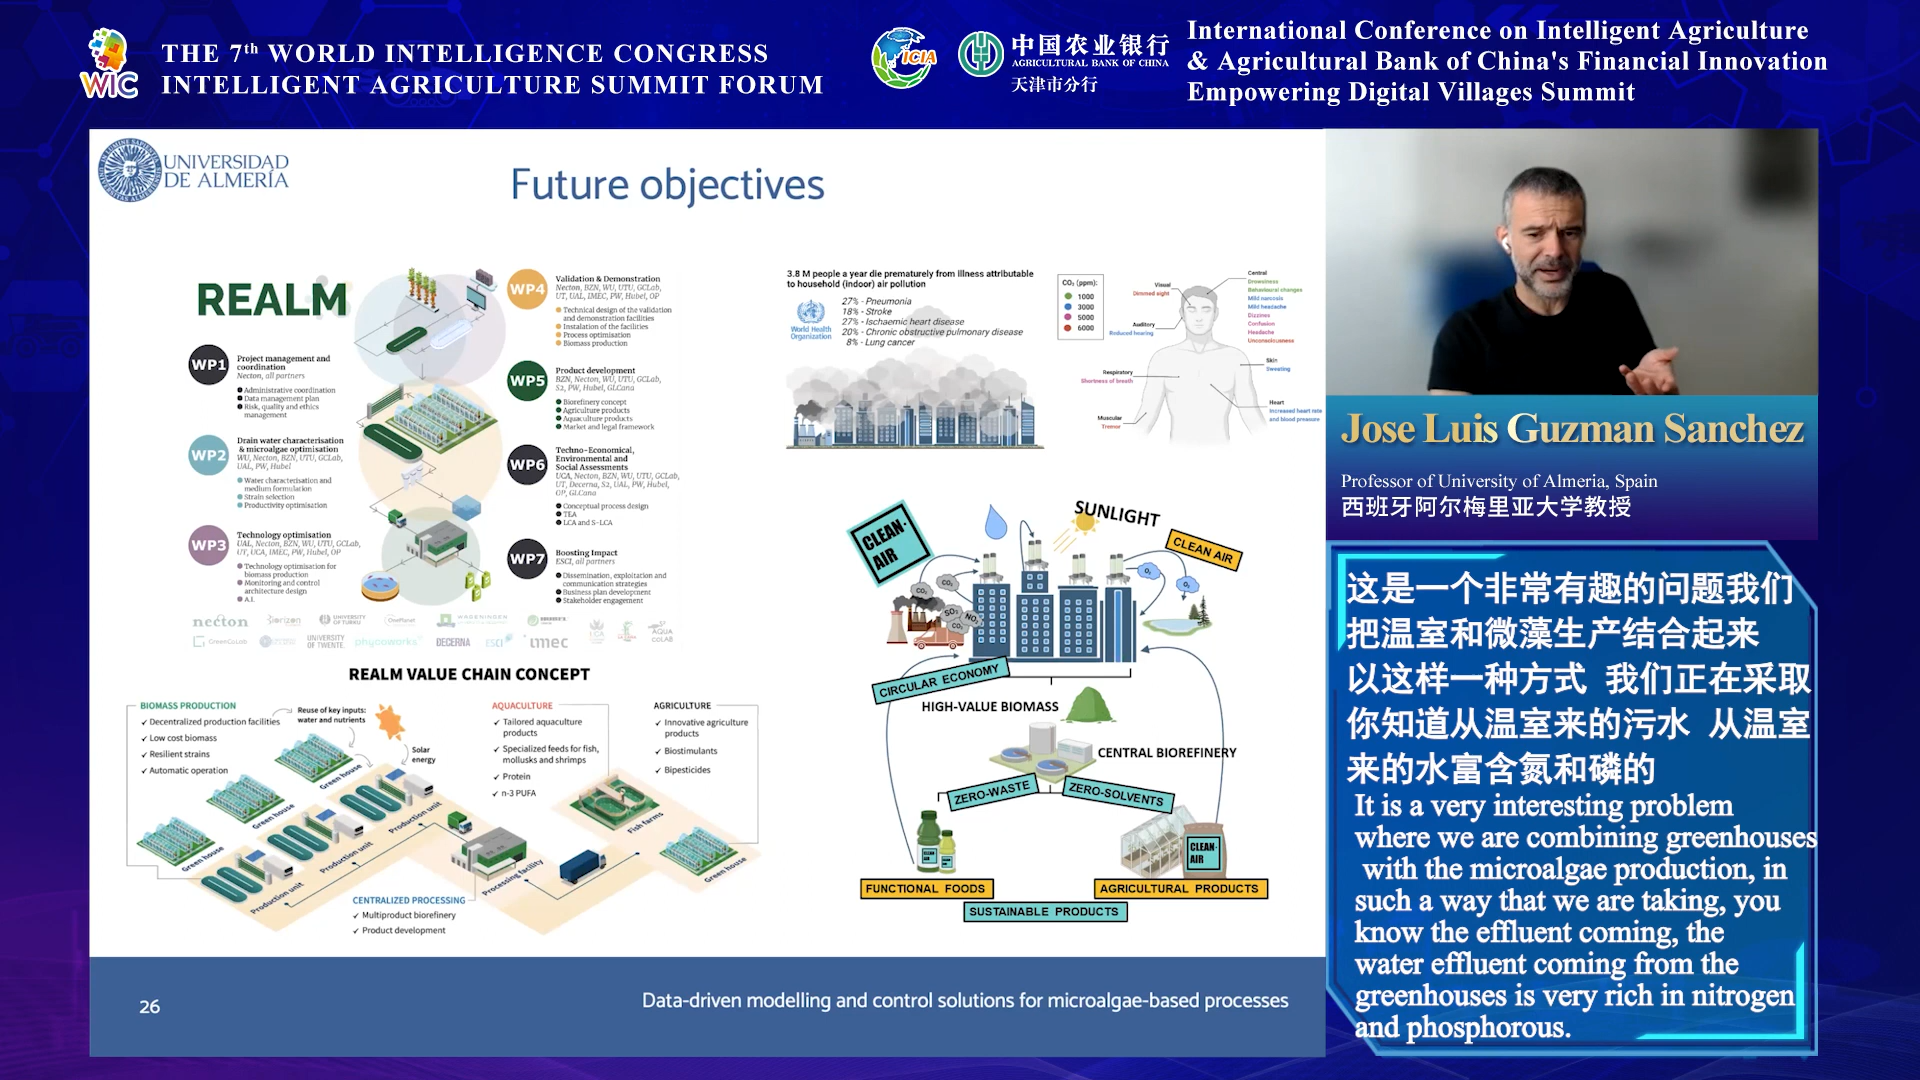 THE 7th WORLD INTELLIGENCE CONGRESS
INTELLIGENT AGRICULTURE SUMMIT FORUM
WIC
ICIA
中国农业银行
AGRICULTURAL BANK OF CHINA
天津市分行
International Conference on Intelligent Agriculture
& Agricultural Bank of China's Financial Innovation
Empowering Digital Villages Summit
UNIVERSIDAD
DE ALMERÍA
Future objectives
REALM
WP1
Project management and
coordination
Necton, all partners
Administrative coordination
Data management plan
Risk, quality and ethics
management
WP2
Drain water characterisation
& microalgae optimisation
WU, Necton, BZN, UTU, GCLab,
UAL, PW, Hubel
Water characterisation and
medium formulation
Strain selection
Productivity optimisation
WP3
Technology optimisation
UAL, Necton, BZN, WU, UTU, GCLab,
UT, UCA, IMEC, PW, Hubel, OP
Technology optimisation for
biomass production
Monitoring and control
architecture design
A.I.
WP4
Validation & Demonstration
Necton, BZN, WU, UTU, GCLab,
UT, UAL, IMEC, PW, Hubel, OP
Technical design of the validation
and demonstration facilities
Instalation of the facilities
Process optimisation
Biomass production
WP5
Product development
BZN, Necton, WU, UTU, GCLab,
S2, PW, Hubel, GLCana
Biorefinery concept
Agriculture products
Aquaculture products
Market and legal framework
WP6
Techno-Economical,
Environmental and
Social Assessments
UCA, Necton, BZN, WU, UTU, GCLab,
UT, Decerna, S2, UAL, PW, Hubel,
OP, GLCana
Conceptual process design
TEA
LCA and S-LCA
WP7
Boosting Impact
ESCI, all partners
Dissemination, exploitation and
communication strategies
Business plan development
Stakeholder engagement
necton
UNIVERSITY
OF TURKU
OnePlanet
WAGENINGEN
GreenCoLab
UNIVERSITY
OF TWENTE.
phycoworks
DECERNA
ESCI
imec
UCA
AQUA
CoLAB
REALM VALUE CHAIN CONCEPT
BIOMASS PRODUCTION
✓ Decentralized production facilities
✓ Low cost biomass
✓ Resilient strains
✓ Automatic operation
Reuse of key inputs:
water and nutrients
Solar
energy
AQUACULTURE
✓ Tailored aquaculture
products
✓ Specialized feeds for fish,
mollusks and shrimps
✓ Protein
✓ n-3 PUFA
AGRICULTURE
✓ Innovative agriculture
products
✓ Biostimulants
✓ Bipesticides
Green house
Green house
Green house
Production unit
Production unit
Production unit
Processing facility
Fish farms
Green house
CENTRALIZED PROCESSING
✓ Multiproduct biorefinery
✓ Product development
3.8 M people a year die prematurely from illness attributable
to household (indoor) air pollution
World Health
Organization
27% - Pneumonia
18% - Stroke
27% - Ischaemic heart disease
20% - Chronic obstructive pulmonary disease
8% - Lung cancer
CO₂ (ppm):
1000
3000
5000
6000
Visual
Dimmed sight
Auditory
Reduced hearing
Respiratory
Shortness of breath
Muscular
Tremor
Central
Drowsiness
Behavioural changes
Mild narcosis
Mild headache
Dizzines
Confusion
Headache
Unconsciousness
Skin
Sweating
Heart
Increased heart rate
and blood pressure
CLEAN-
AIR
SUNLIGHT
CLEAN AIR
CO₂
CO₂
SO₂
NOₓ
CO₂
O₂
O₂
CIRCULAR ECONOMY
HIGH-VALUE BIOMASS
CENTRAL BIOREFINERY
ZERO-WASTE
ZERO-SOLVENTS
CLEAN
AIR
CLEAN
AIR
CLEAN-
AIR
FUNCTIONAL FOODS
AGRICULTURAL PRODUCTS
SUSTAINABLE PRODUCTS
26
Data-driven modelling and control solutions for microalgae-based processes
Jose Luis Guzman Sanchez
Professor of University of Almeria, Spain
西班牙阿尔梅里亚大学教授
这是一个非常有趣的问题我们
把温室和微藻生产结合起来
以这样一种方式 我们正在采取
你知道从温室来的污水 从温室
来的水富含氮和磷的
It is a very interesting problem
where we are combining greenhouses
with the microalgae production, in
such a way that we are taking, you
know the effluent coming, the
water effluent coming from the
greenhouses is very rich in nitrogen
and phosphorous.